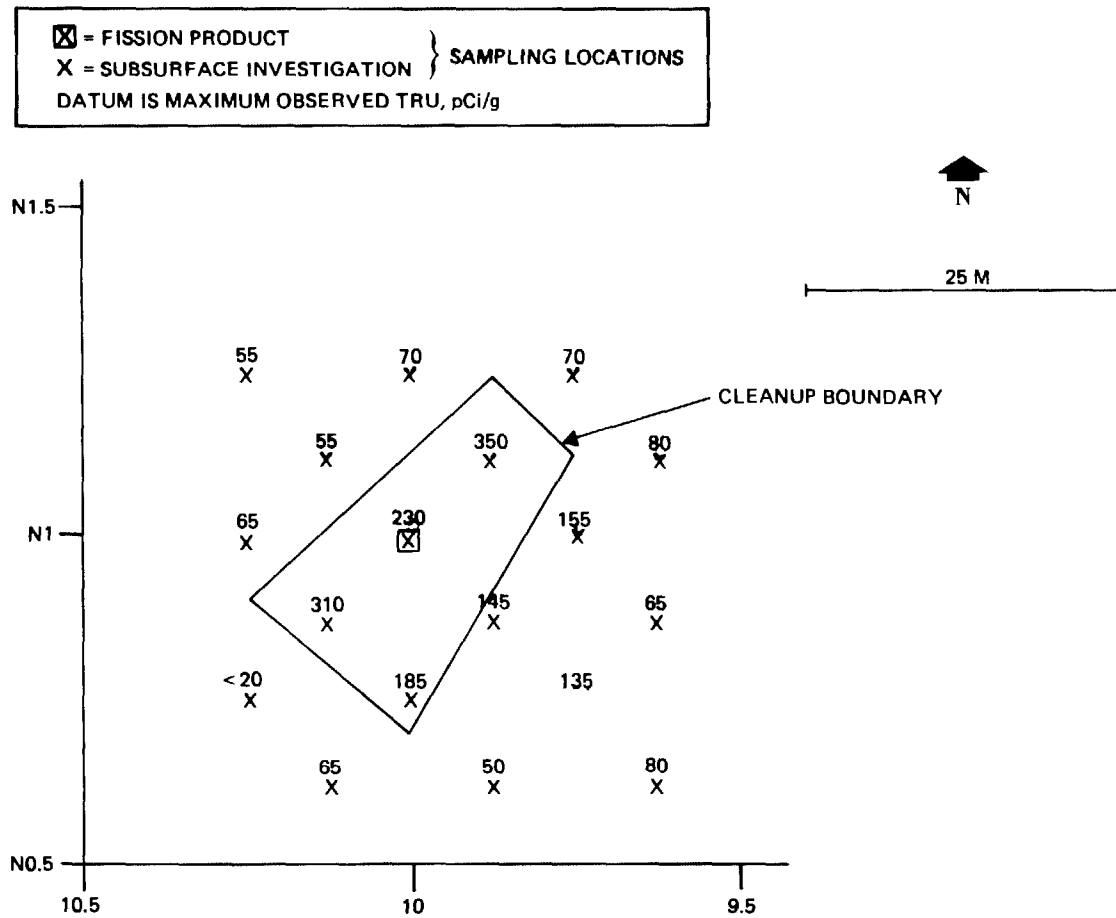 = FISSION PRODUCT
X = SUBSURFACE INVESTIGATION
SAMPLING LOCATIONS
DATUM IS MAXIMUM OBSERVED TRU, pCi/g
N
25 M
N1.5
55 70 70
CLEANUP BOUNDARY
55 350 80
65 230 155
N1
310 145 65
< 20 185 135
65 50 80
N0.5
10.5 10 9.5